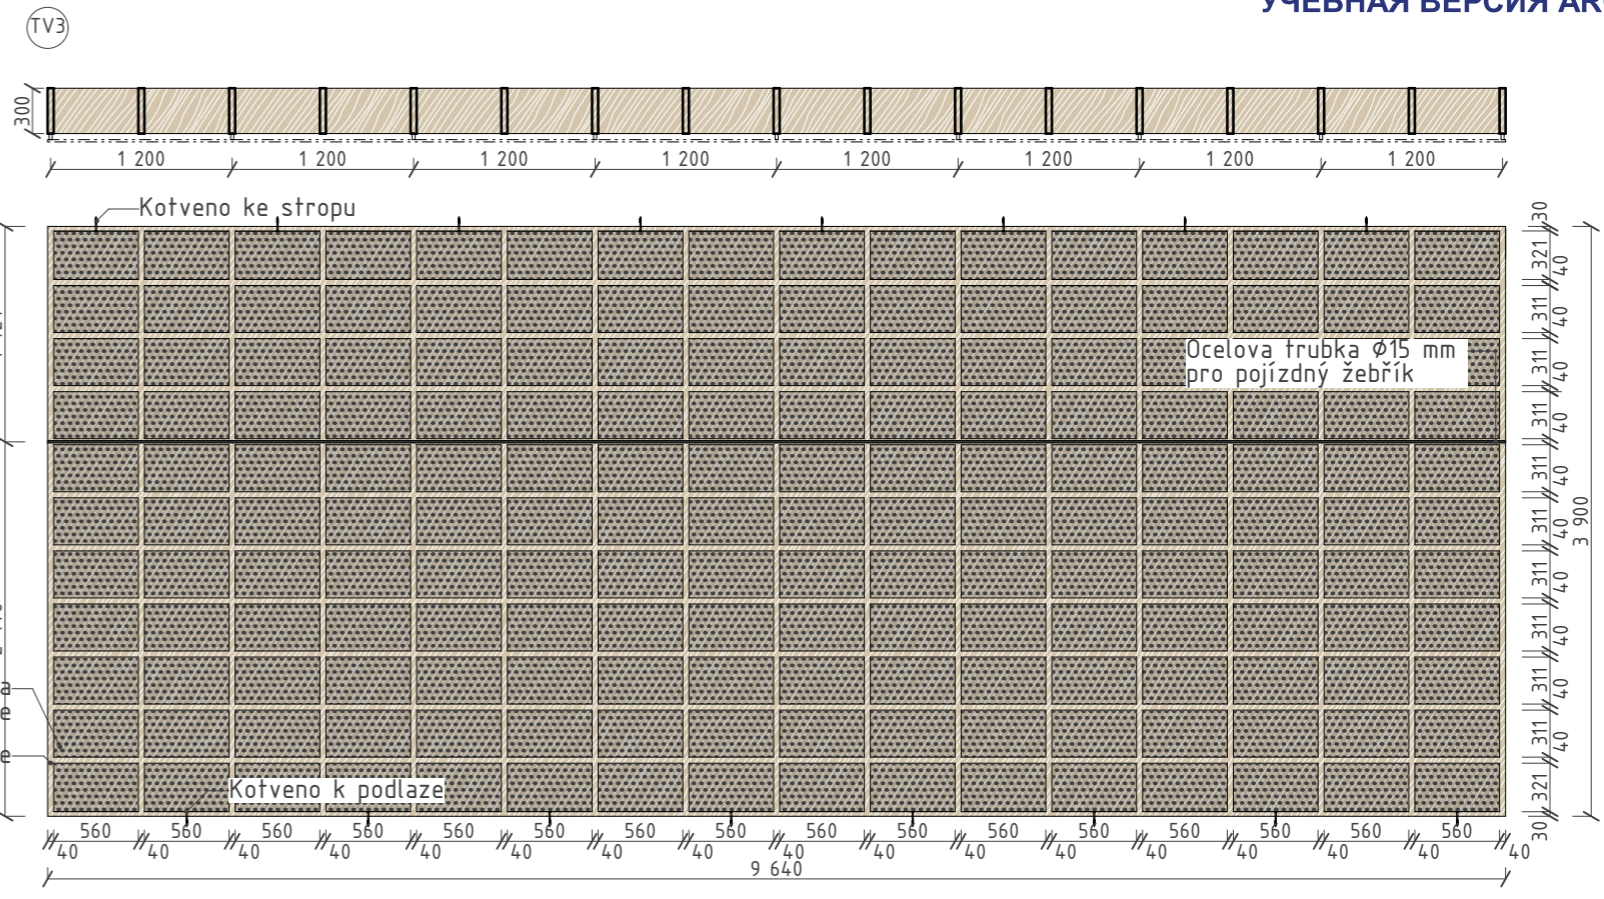 УЧЕБНАЯ ВЕРСИЯ
TV3
300
1 200 1 200 1 200 1 200 1 200 1 200 1 200 1 200
Kotveno ke stropu
30
321
40
311
40
Ocelova trubka Ø15 mm
pro pojízdný žebřík
311
40
311
40
311
40
311
40
3 900
311
40
311
40
311
40
311
40
321
30
Kotveno k podlaze
560 560 560 560 560 560 560 560 560 560 560 560 560 560 560 560
40 40 40 40 40 40 40 40 40 40 40 40 40 40 40 40 40
9 640